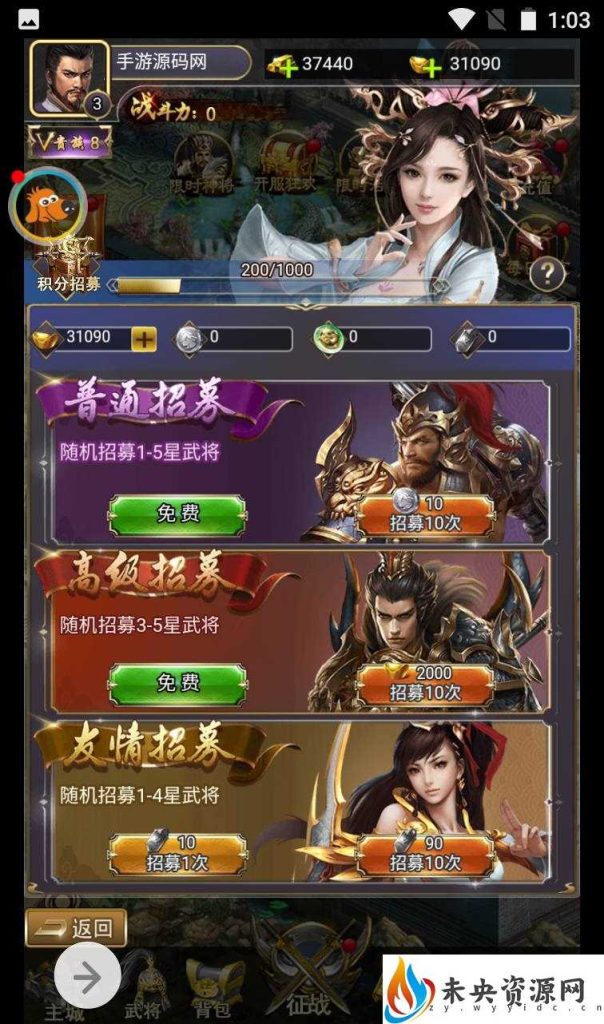 1:03
手游源码网
37440
31090
3
战斗力：0
V贵族8
限时神将
开服狂欢
充值
积分招募
200/1000
?
31090
0
0
0
普通招募
随机招募1-5星武将
免费
10
招募10次
高级招募
随机招募3-5星武将
免费
2000
招募10次
友情招募
随机招募1-4星武将
10
招募1次
90
招募10次
返回
主城
武将
背包
征战
未央资源网
zy.wyyidc.cn